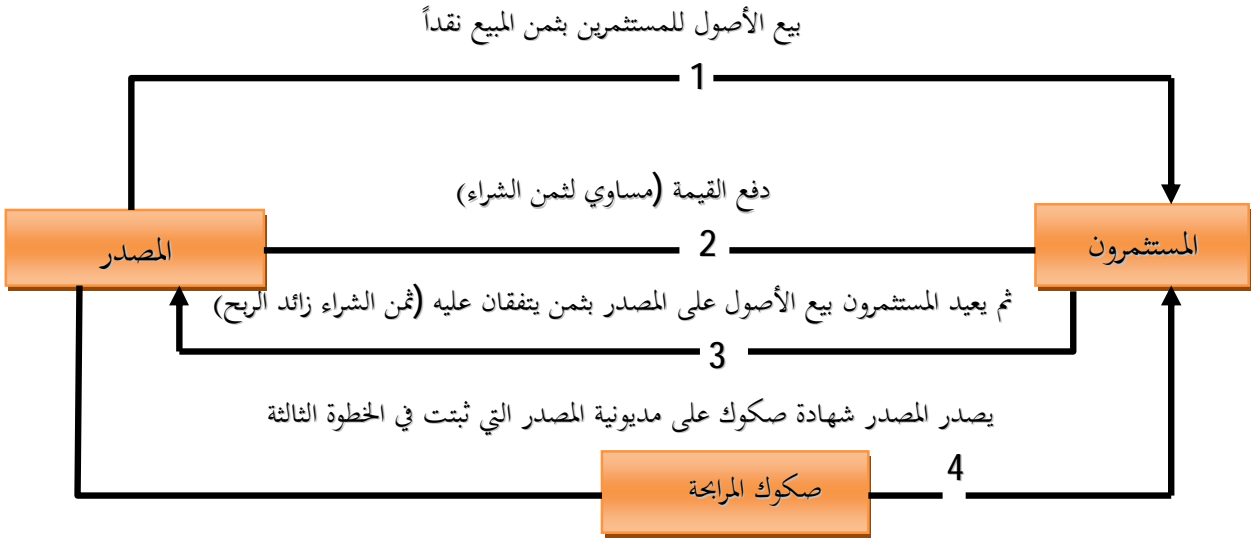 بيع الأصول للمستثمرين بثمن المبيع نقداً
1
دفع القيمة (مساوي لثمن الشراء)
المصدر
2
المستثمرون
ثم يعيد المستثمرون بيع الأصول على المصدر بثمن يتفقان عليه (ثمن الشراء زائد الربح)
3
يصدر المصدر شهادة صكوك على مديونية المصدر التي ثبتت في الخطوة الثالثة
4
صكوك المرابحة